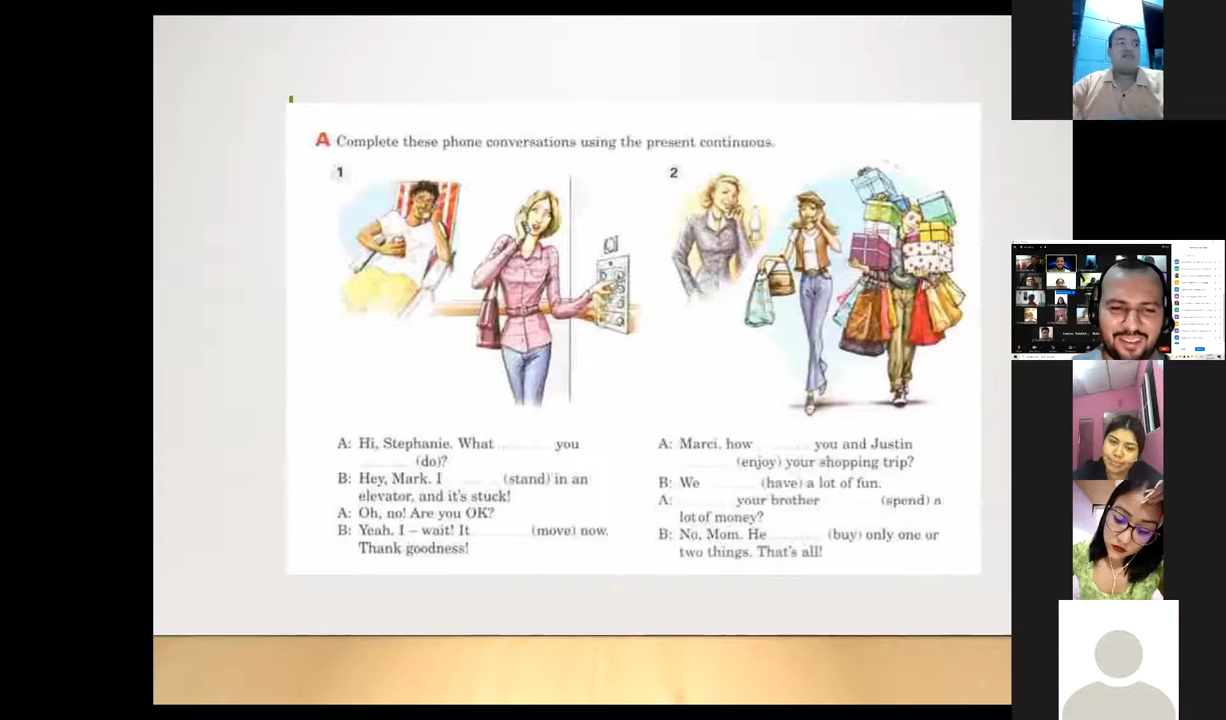 A Complete these phone conversations using the present continuous.
1
2
A: Hi, Stephanie. What ........ you
........ (do)?
B: Hey, Mark. I ........ (stand) in an
elevator, and it's stuck!
A: Oh, no! Are you OK?
B: Yeah. I – wait! It ........ (move) now.
Thank goodness!
A: Marci, how ........ you and Justin
........ (enjoy) your shopping trip?
B: We ........ (have) a lot of fun.
A: ........ your brother ........ (spend) a
lot of money?
B: No, Mom. He ........ (buy) only one or
two things. That's all!